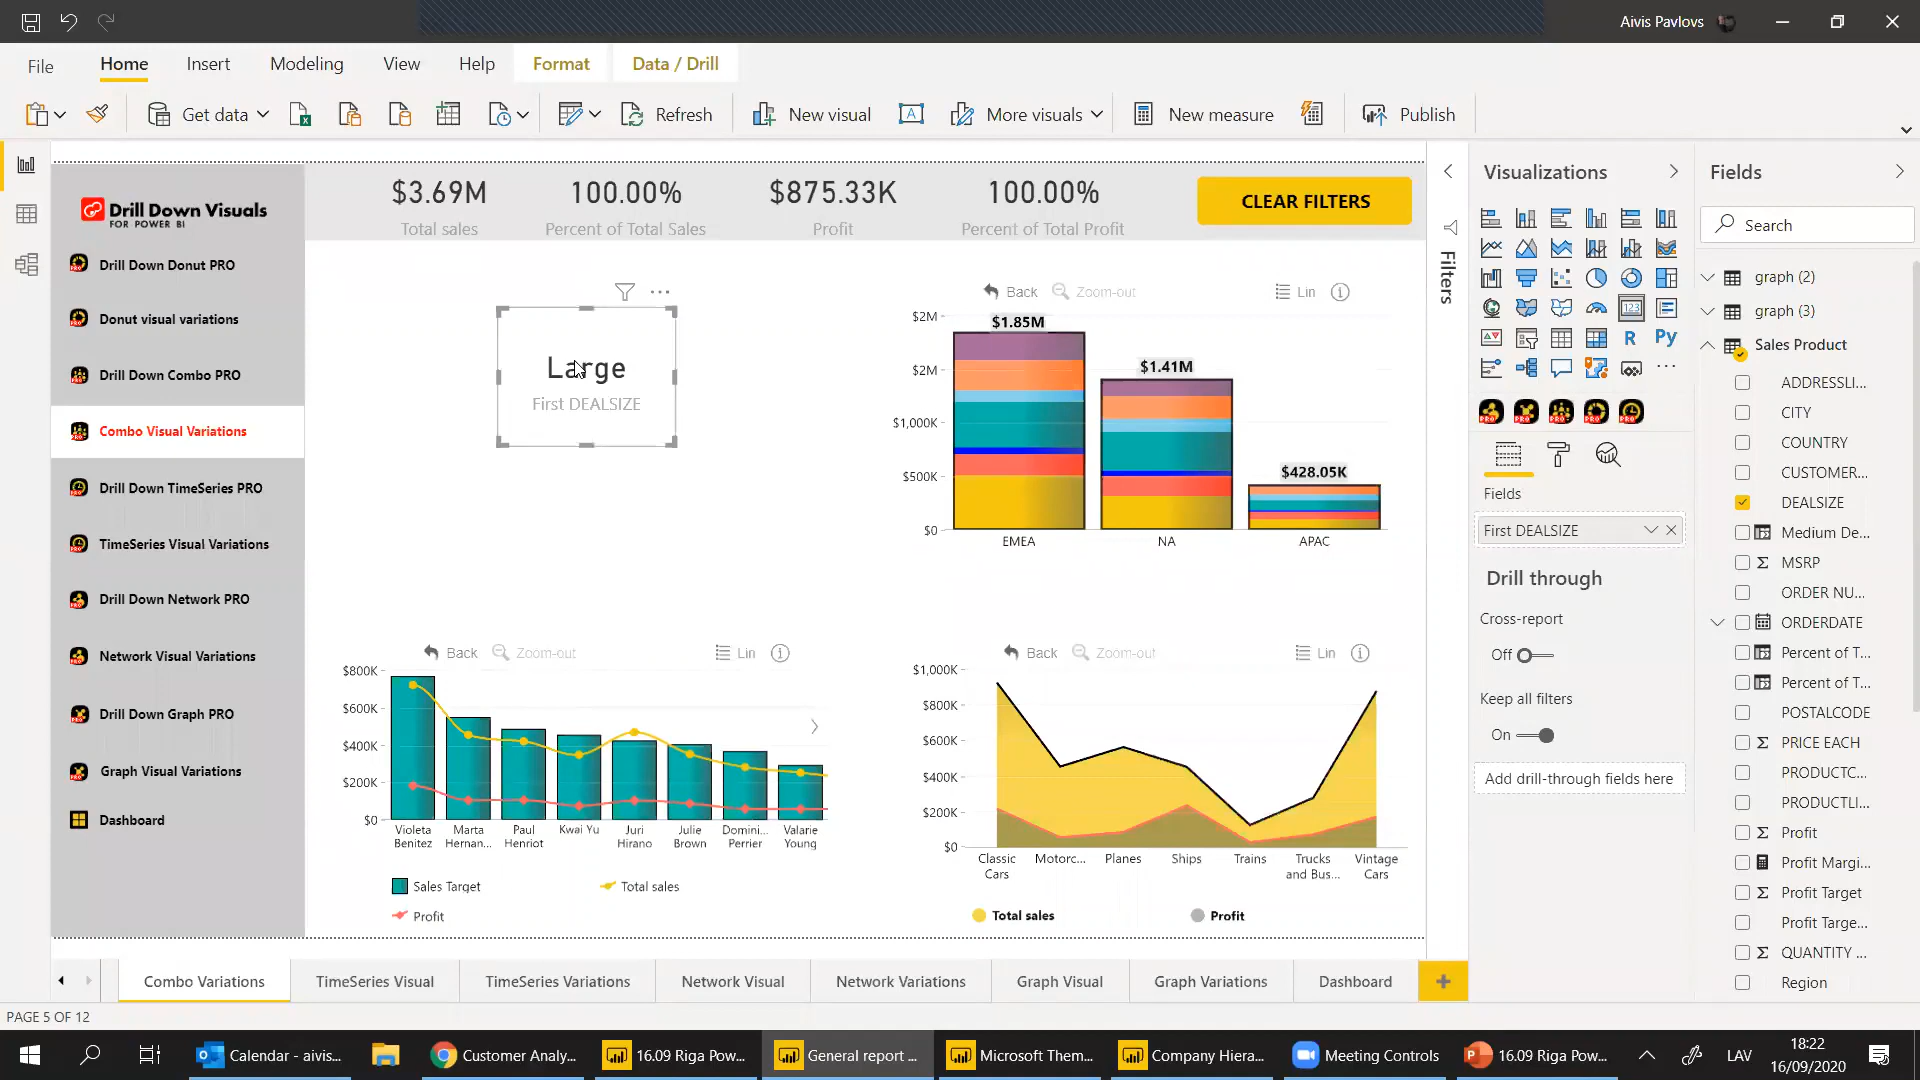 Aivis Pavlovs
File
Home
Insert
Modeling
View
Help
Format
Data / Drill
Get data
Refresh
New visual
More visuals
New measure
Publish
Drill Down Visuals
FOR POWER BI
Drill Down Donut PRO
Donut visual variations
Drill Down Combo PRO
Combo Visual Variations
Drill Down TimeSeries PRO
TimeSeries Visual Variations
Drill Down Network PRO
Network Visual Variations
Drill Down Graph PRO
Graph Visual Variations
Dashboard
$3.69M
Total sales
100.00%
Percent of Total Sales
$875.33K
Profit
100.00%
Percent of Total Profit
CLEAR FILTERS
Large
First DEALSIZE
Back
Zoom-out
Lin
$2M
$2M
$1,000K
$500K
$0
$1.85M
$1.41M
$428.05K
EMEA
NA
APAC
Back
Zoom-out
Lin
$800K
$600K
$400K
$200K
$0
Violeta Benitez
Marta Hernan...
Paul Henriot
Kwai Yu
Juri Hirano
Julie Brown
Domini... Perrier
Valarie Young
Sales Target
Total sales
Profit
Back
Zoom-out
Lin
$1,000K
$800K
$600K
$400K
$200K
$0
Classic Cars
Motorc...
Planes
Ships
Trains
Trucks and Bus...
Vintage Cars
Total sales
Profit
Filters
Visualizations
R
Py
Fields
First DEALSIZE
Drill through
Cross-report
Off
Keep all filters
On
Add drill-through fields here
Fields
Search
graph (2)
graph (3)
Sales Product
ADDRESSLI...
CITY
COUNTRY
CUSTOMER...
DEALSIZE
Medium De...
MSRP
ORDER NU...
ORDERDATE
Percent of T...
Percent of T...
POSTALCODE
PRICE EACH
PRODUCTC...
PRODUCTLI...
Profit
Profit Margi...
Profit Target
Profit Targe...
QUANTITY ...
Region
Combo Variations
TimeSeries Visual
TimeSeries Variations
Network Visual
Network Variations
Graph Visual
Graph Variations
Dashboard
PAGE 5 OF 12
Calendar - aivis...
Customer Analy...
16.09 Riga Pow...
General report ...
Microsoft Them...
Company Hiera...
Meeting Controls
16.09 Riga Pow...
LAV
18:22
16/09/2020